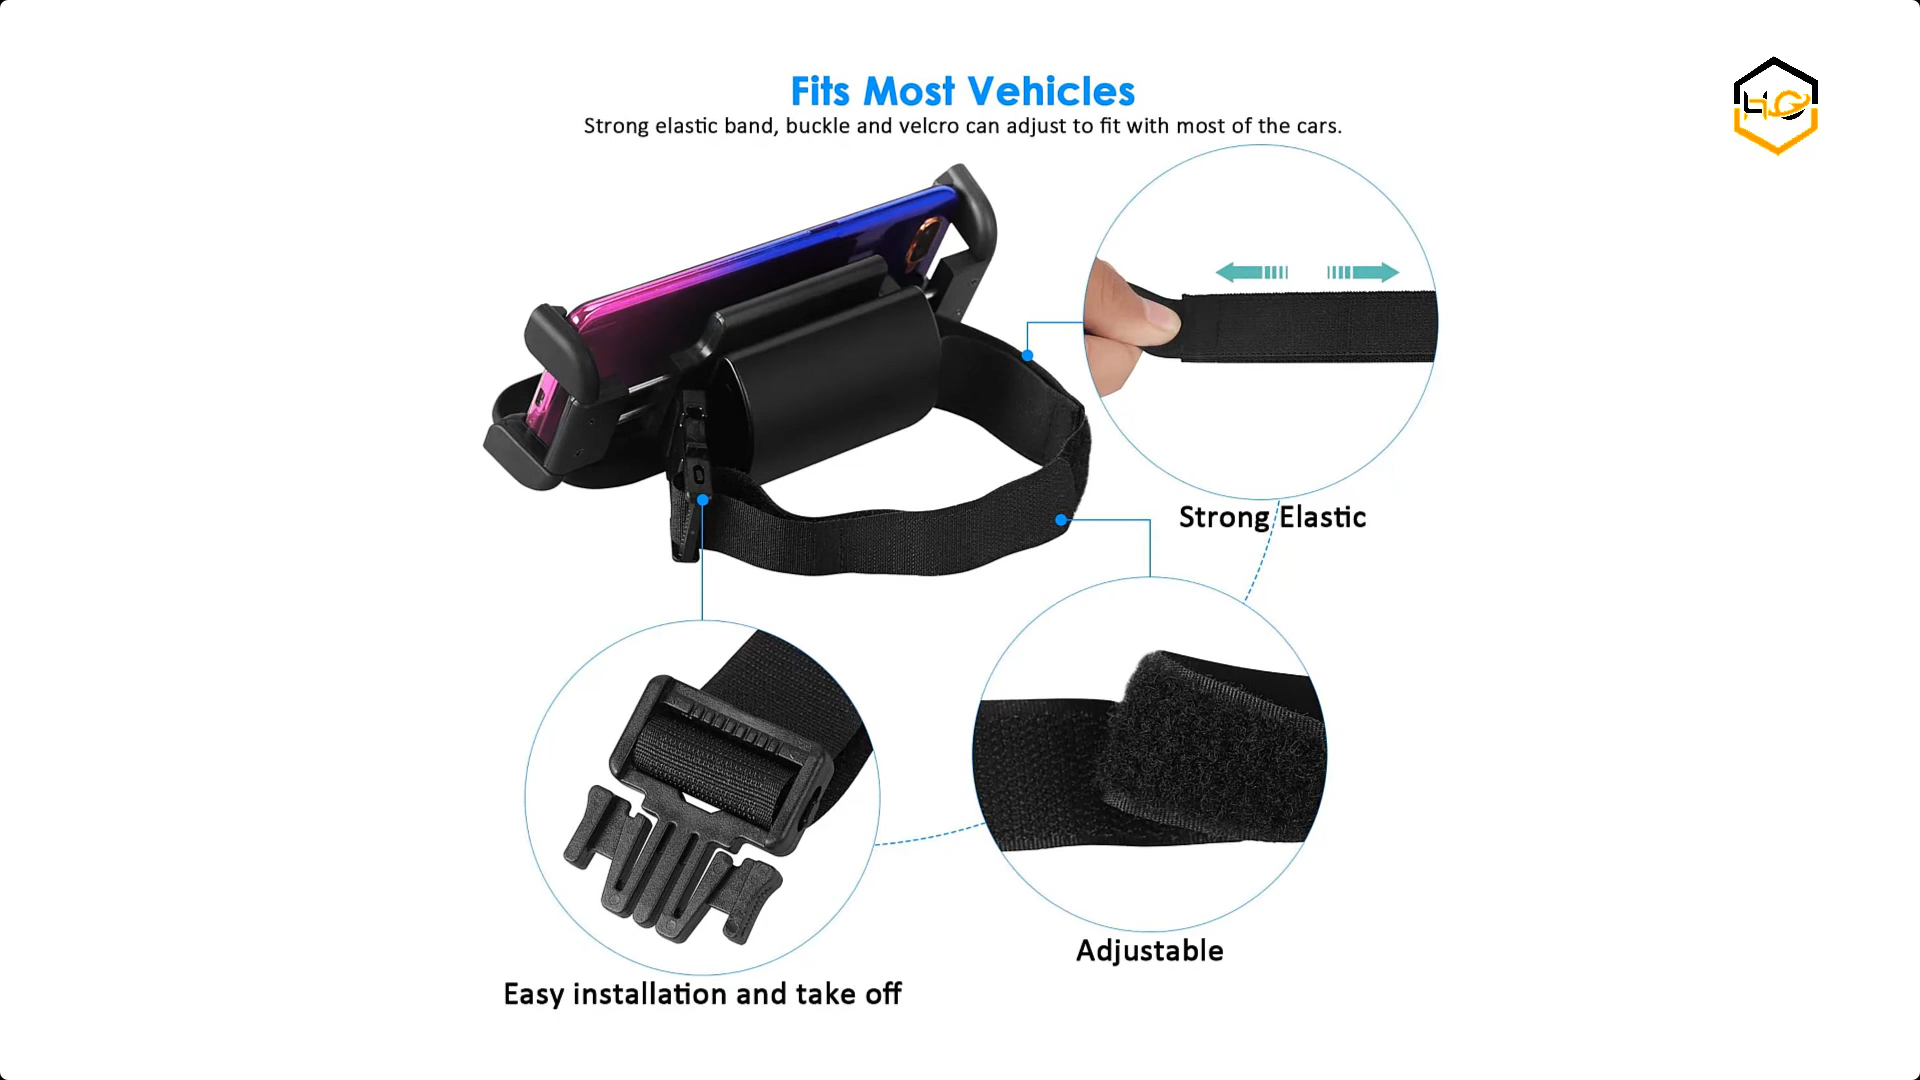 Fits Most Vehicles
Strong elastic band, buckle and velcro can adjust to fit with most of the cars.
Strong Elastic
Adjustable
Easy installation and take off